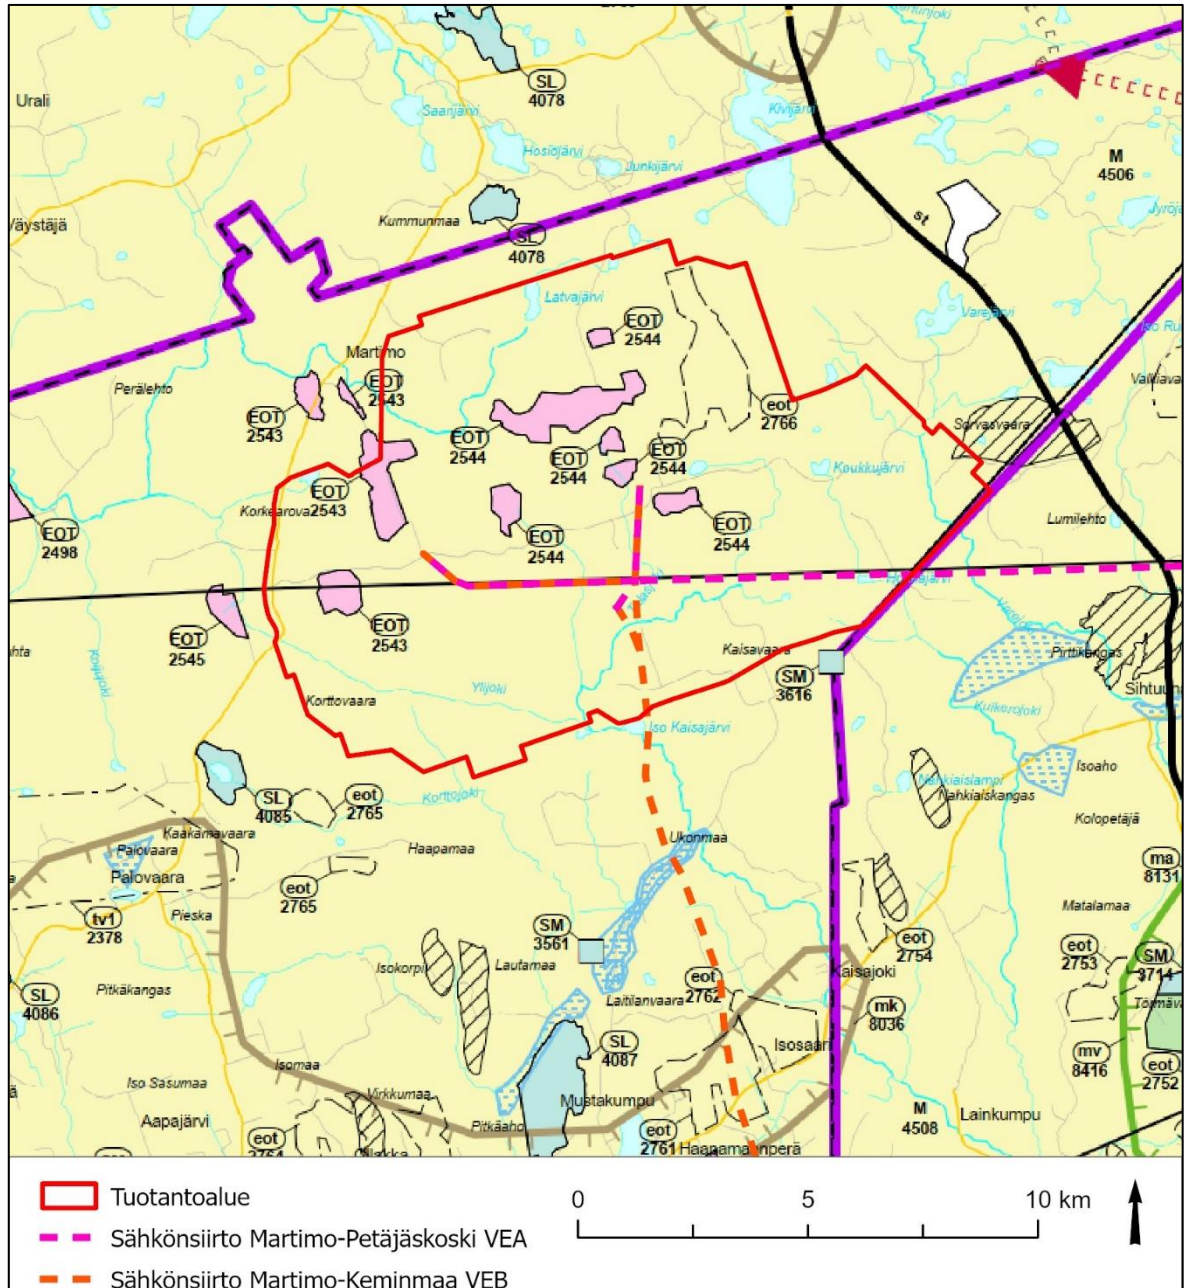 Urali
SL
4078
Saarijärvi
Kivijärvi
Hosiojärvi
Junkijärvi
M
4506
st
Väystäjä
Kummunmaa
SL
4078
Latvajärvi
Varejärvi
Martimo
EOT
2544
Perälehto
EOT
2543
EOT
2543
eot
2766
Sorvasvaara
EOT
2544
EOT
2544
EOT
2544
Koukkujärvi
EOT
2543
Korkearova
EOT
2544
EOT
2544
EOT
2498
Lumilehto
EOT
2545
EOT
2543
Koijujoki
Kaisavaara
Pirttikangas
SM
3616
Ylijoki
Korttovaara
Iso Kaisajärvi
Kuikerojoki
Isoaho
Nahkiaislampi
Nahkiaiskangas
SL
4085
eot
2765
Korttojoki
Kolopetäjä
Kaakamavaara
Palovaara
Palovaara
Haapamaa
Ukonmaa
ma
8131
eot
2765
tv1
2378
Pieska
Matalamaa
SM
3561
eot
2754
eot
2753
SM
3714
Isokorpi
Lautamaa
Kaisajoki
Pitkäkangas
SL
4086
eot
2762
Laitilanvaara
mk
8036
Isosaari
SL
4087
mv
8416
eot
2752
Isomaa
Iso Sasumaa
Virkkumaa
Mustakumpu
Aapajärvi
Pitkäaho
M
4508
Lainkumpu
eot
eot
2761
Tuotantoalue
0 5 10 km
Sähkönsiirto Martimo-Petäjäskoski VEA
Sähkönsiirto Martimo-Keminmaa VEB